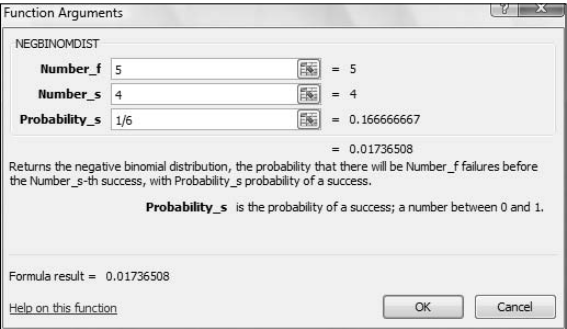 Function Arguments
NEGBINOMDIST
Number_f 5 = 5
Number_s 4 = 4
Probability_s 1/6 = 0.166666667
= 0.01736508
Returns the negative binomial distribution, the probability that there will be Number_f failures before
the Number_s-th success, with Probability_s probability of a success.
Probability_s is the probability of a success; a number between 0 and 1.
Formula result = 0.01736508
Help on this function OK Cancel